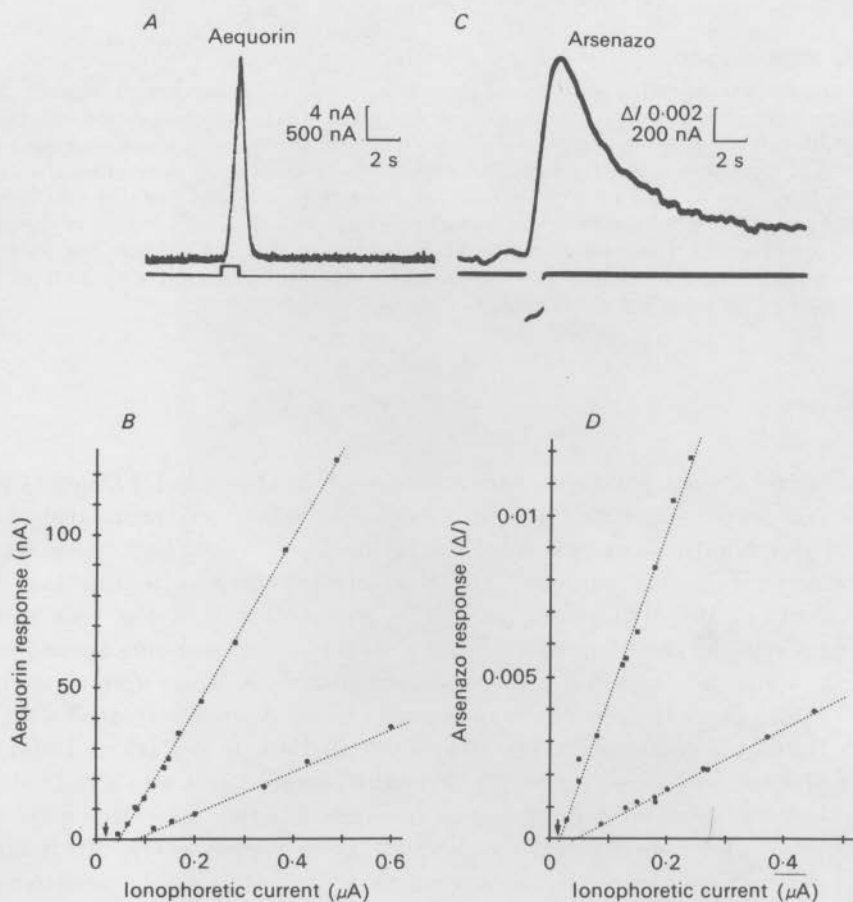 A
Aequorin
4 nA
500 nA
2 s
C
Arsenazo
ΔI 0·002
200 nA
2 s
B
Aequorin response (nA)
100
50
0
0
0·2
0·4
0·6
Ionophoretic current (μA)
D
Arsenazo response (ΔI)
0·01
0·005
0
0·2
0·4
Ionophoretic current (μA)